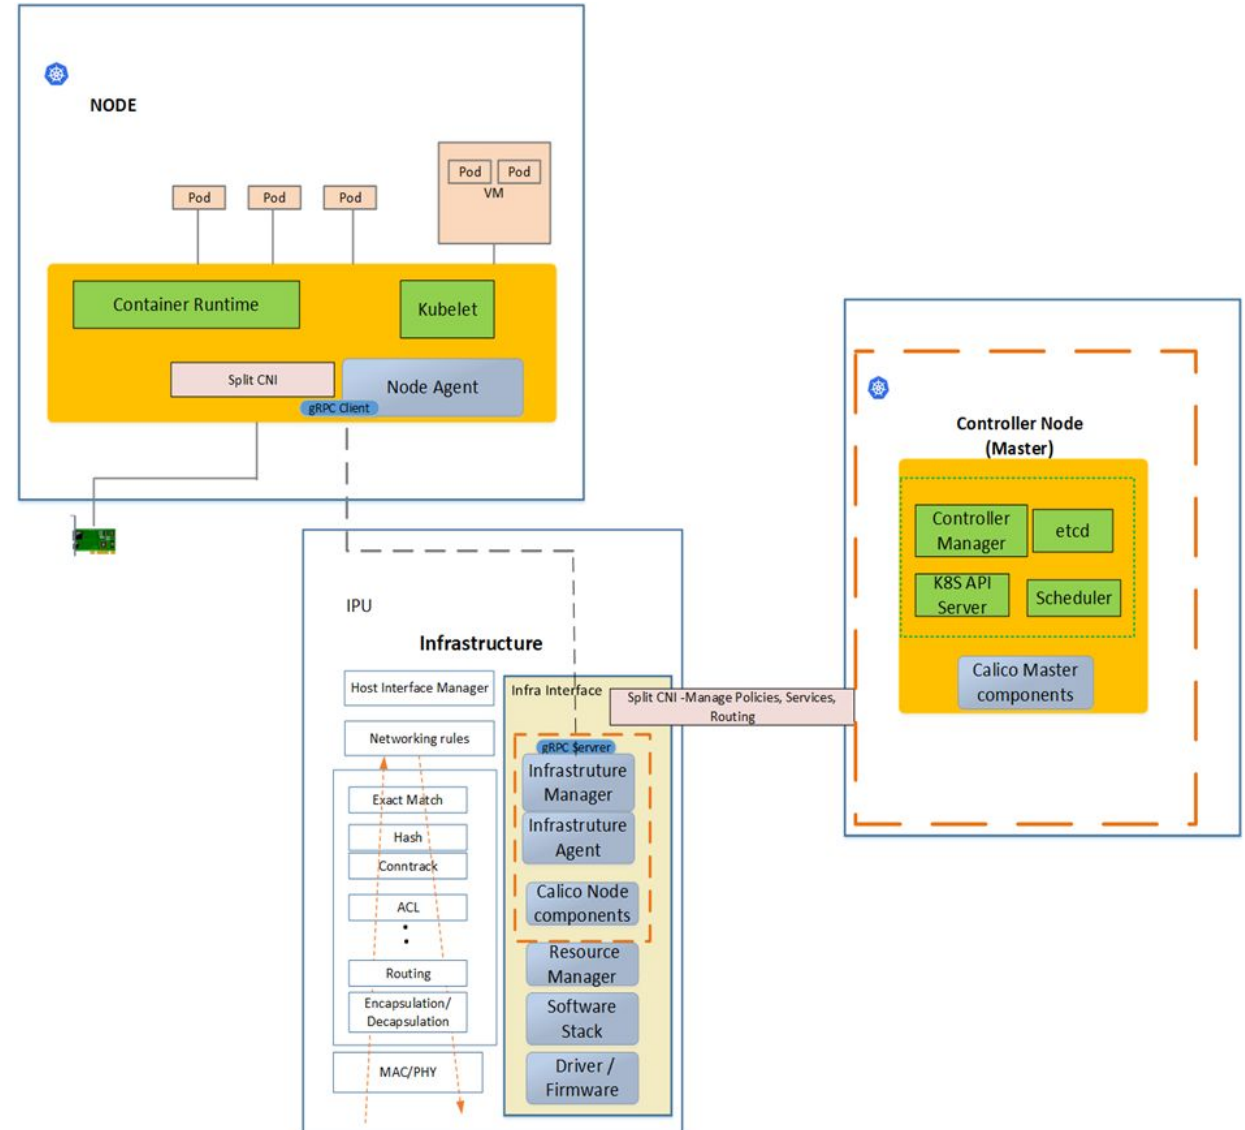 NODE
Pod
Pod
Pod
Pod
Pod
VM
Container Runtime
Kubelet
Split CNI
Node Agent
gRPC Client
IPU
Infrastructure
Host Interface Manager
Networking rules
Exact Match
Hash
Conntrack
ACL
Routing
Encapsulation/
Decapsulation
MAC/PHY
Infra Interface
gRPC Servrer
Infrastruture
Manager
Infrastruture
Agent
Calico Node
components
Resource
Manager
Software
Stack
Driver /
Firmware
Split CNI -Manage Policies, Services,
Routing
Controller Node
(Master)
Controller
Manager
etcd
K8S API
Server
Scheduler
Calico Master
components